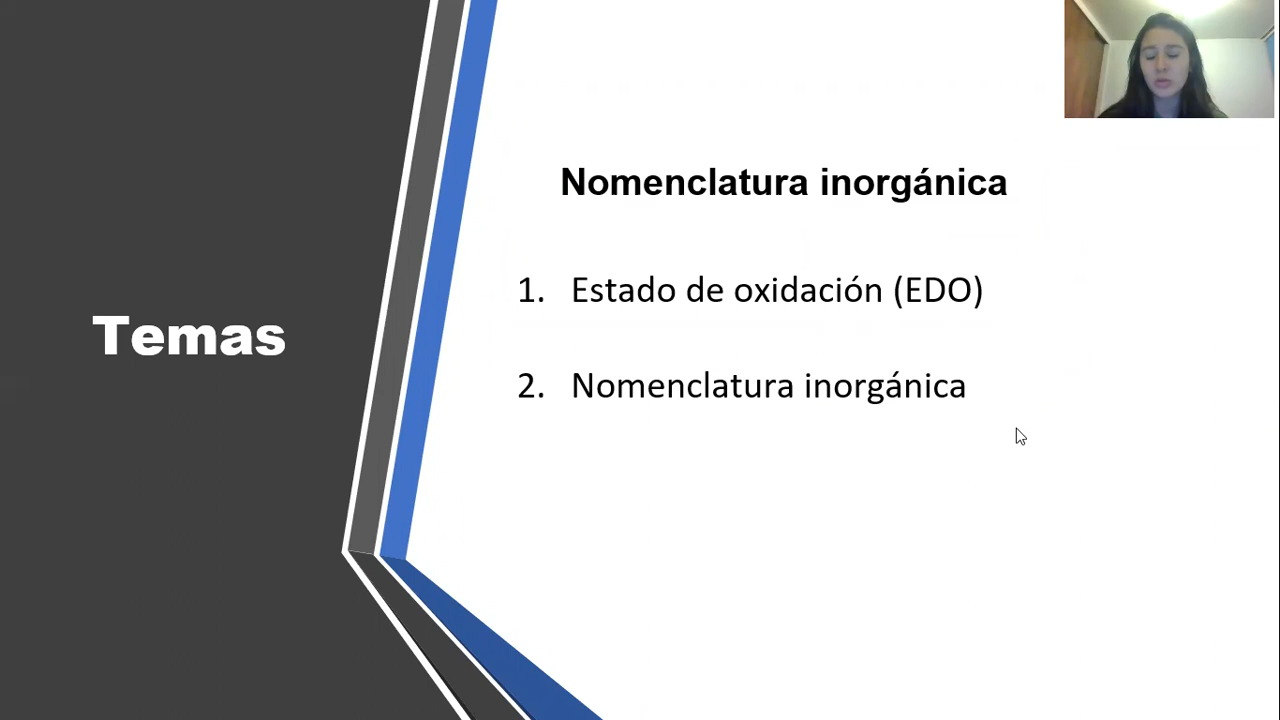 Temas
Nomenclatura inorgánica
1. Estado de oxidación (EDO)
2. Nomenclatura inorgánica